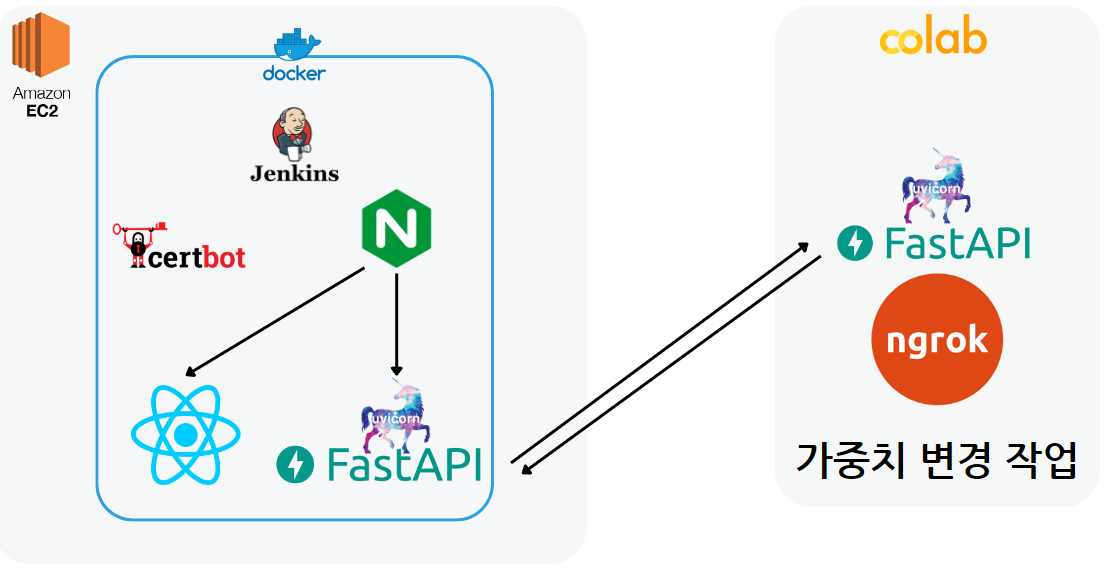 Amazon
EC2
docker
Jenkins
certbot
N
uvicorn
FastAPI
colab
uvicorn
FastAPI
ngrok
가중치 변경 작업